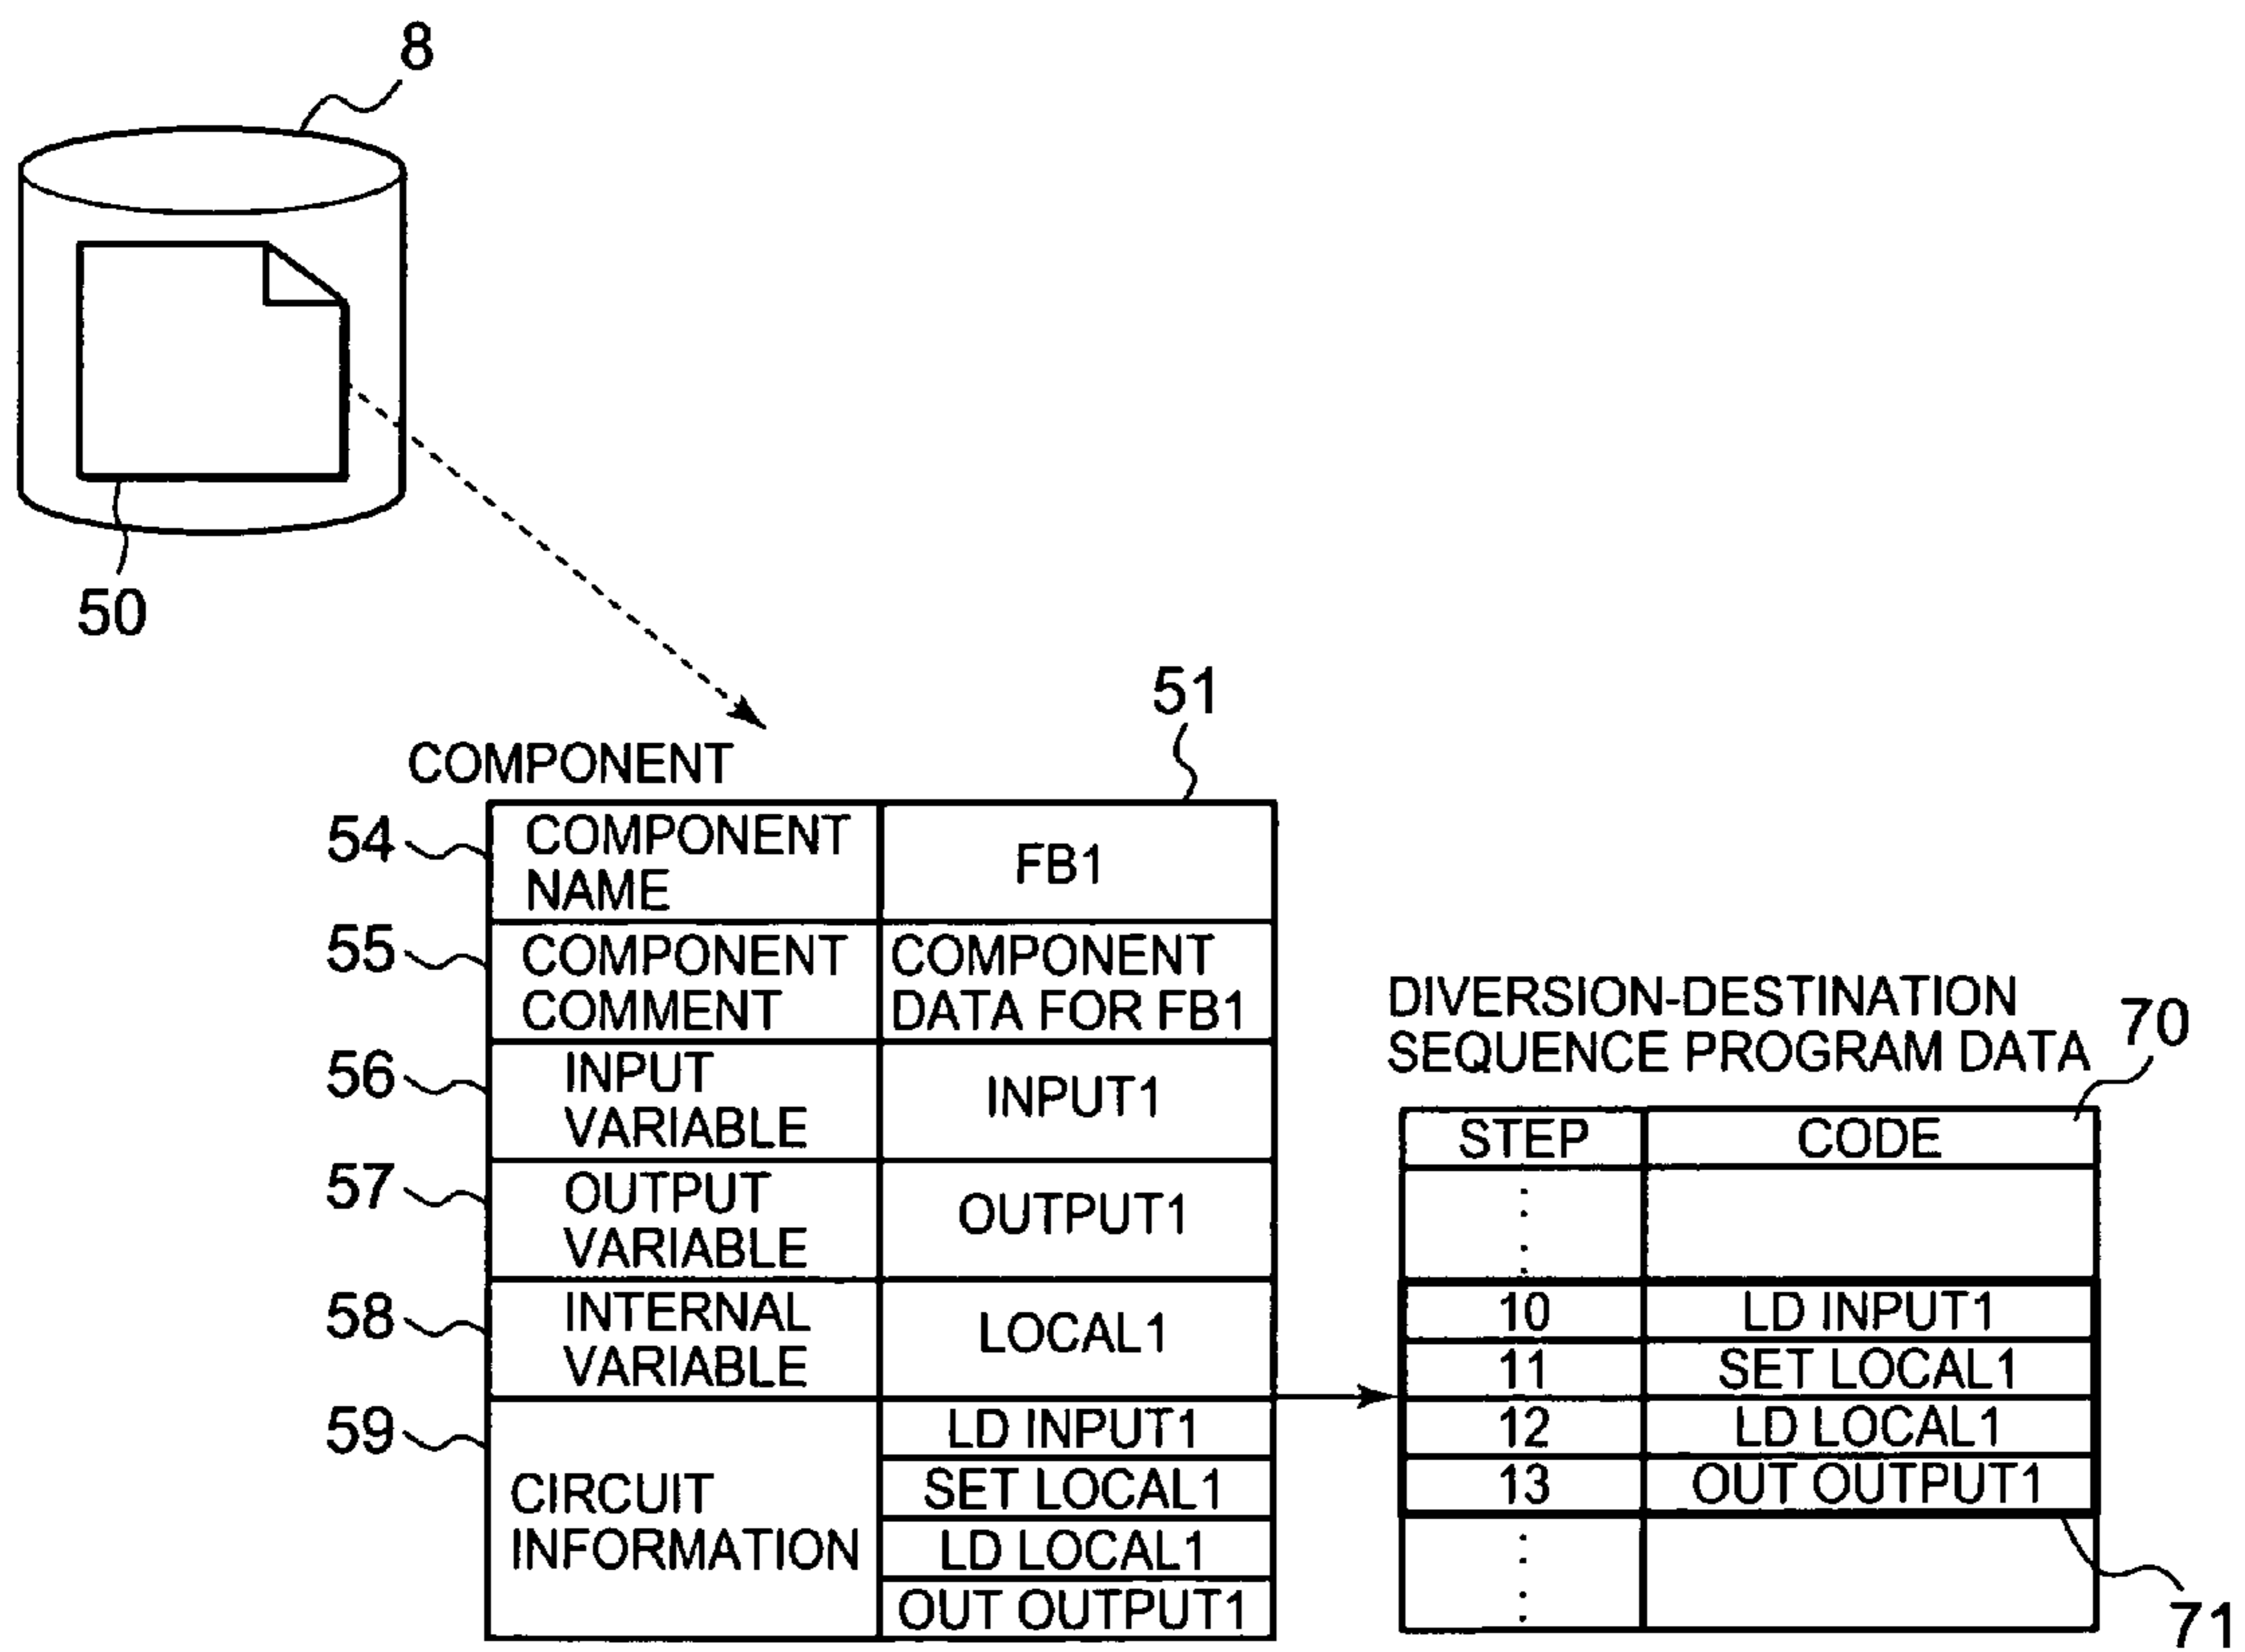 8
50
51
COMPONENT
54
COMPONENT
NAME
FB1
55
COMPONENT
COMMENT
COMPONENT
DATA FOR FB1
56
INPUT
VARIABLE
INPUT1
57
OUTPUT
VARIABLE
OUTPUT1
58
INTERNAL
VARIABLE
LOCAL1
59
CIRCUIT
INFORMATION
LD INPUT1
SET LOCAL1
LD LOCAL1
OUT OUTPUT1
DIVERSION-DESTINATION
SEQUENCE PROGRAM DATA
70
STEP CODE
10 LD INPUT1
11 SET LOCAL1
12 LD LOCAL1
13 OUT OUTPUT1
71